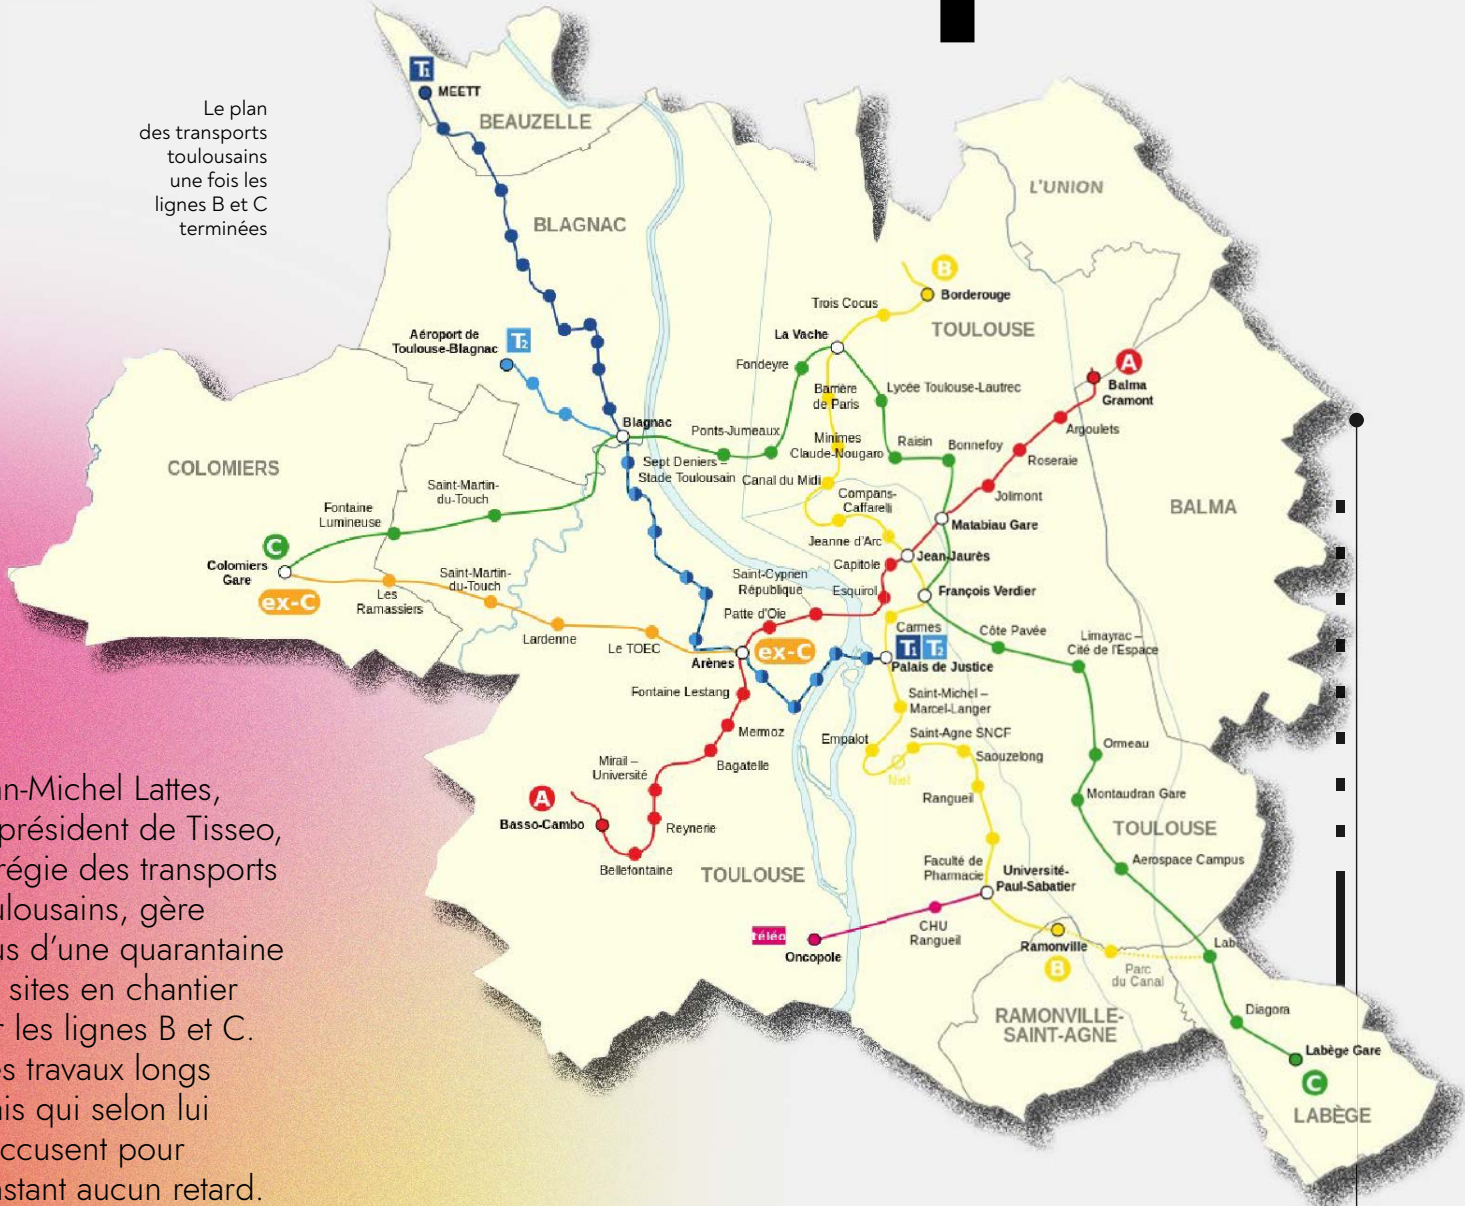 Le plan
des transports
toulousains
une fois les
lignes B et C
terminées
T1
MEETT
BEAUZELLE
BLAGNAC
L'UNION
Aéroport de
Toulouse-Blagnac
T2
B
Borderouge
Trois Cocus
TOULOUSE
La Vache
Fondeyre
A
Balma
Gramont
Barrière
de Paris
Lycée Toulouse-Lautrec
Argoulets
Blagnac
Ponts-Jumeaux
Minimes
Claude-Nougaro
Raisin
Bonnefoy
Roseraie
COLOMIERS
Sept Deniers –
Stade Toulousain
Canal du Midi
Jolimont
Saint-Martin-
du-Touch
Fontaine
Lumineuse
Compans-
Caffarelli
Matabiau Gare
BALMA
Jeanne d'Arc
Jean-Jaurès
C
Colomiers
Gare
ex-C
Les
Ramassiers
Saint-Martin-
du-Touch
Saint-Cyprien
République
Capitole
Esquirol
François Verdier
Patte d'Oie
Lardenne
Le TOEC
Arènes
ex-C
Carmes
T1 T2
Palais de Justice
Côte Pavée
Limayrac –
Cité de l'Espace
Fontaine Lestang
Saint-Michel –
Marcel-Langer
Mermoz
Empalot
Saint-Agne SNCF
Saouzelong
Ormeau
Niel
Bagatelle
Mirail –
Université
Rangueil
Montaudran Gare
A
Basso-Cambo
Reynerie
TOULOUSE
Bellefontaine
TOULOUSE
Faculté de
Pharmacie
Université-
Paul-Sabatier
Aerospace Campus
téléo
Oncopole
CHU
Rangueil
Ramonville
B
Parc
du Canal
Lab
RAMONVILLE-
SAINT-AGNE
Diagora
Labège Gare
C
LABÈGE
n-Michel Lattes,
président de Tisseo,
régie des transports
ulousains, gère
us d'une quarantaine
sites en chantier
r les lignes B et C.
es travaux longs
is qui selon lui
ccusent pour
nstant aucun retard.